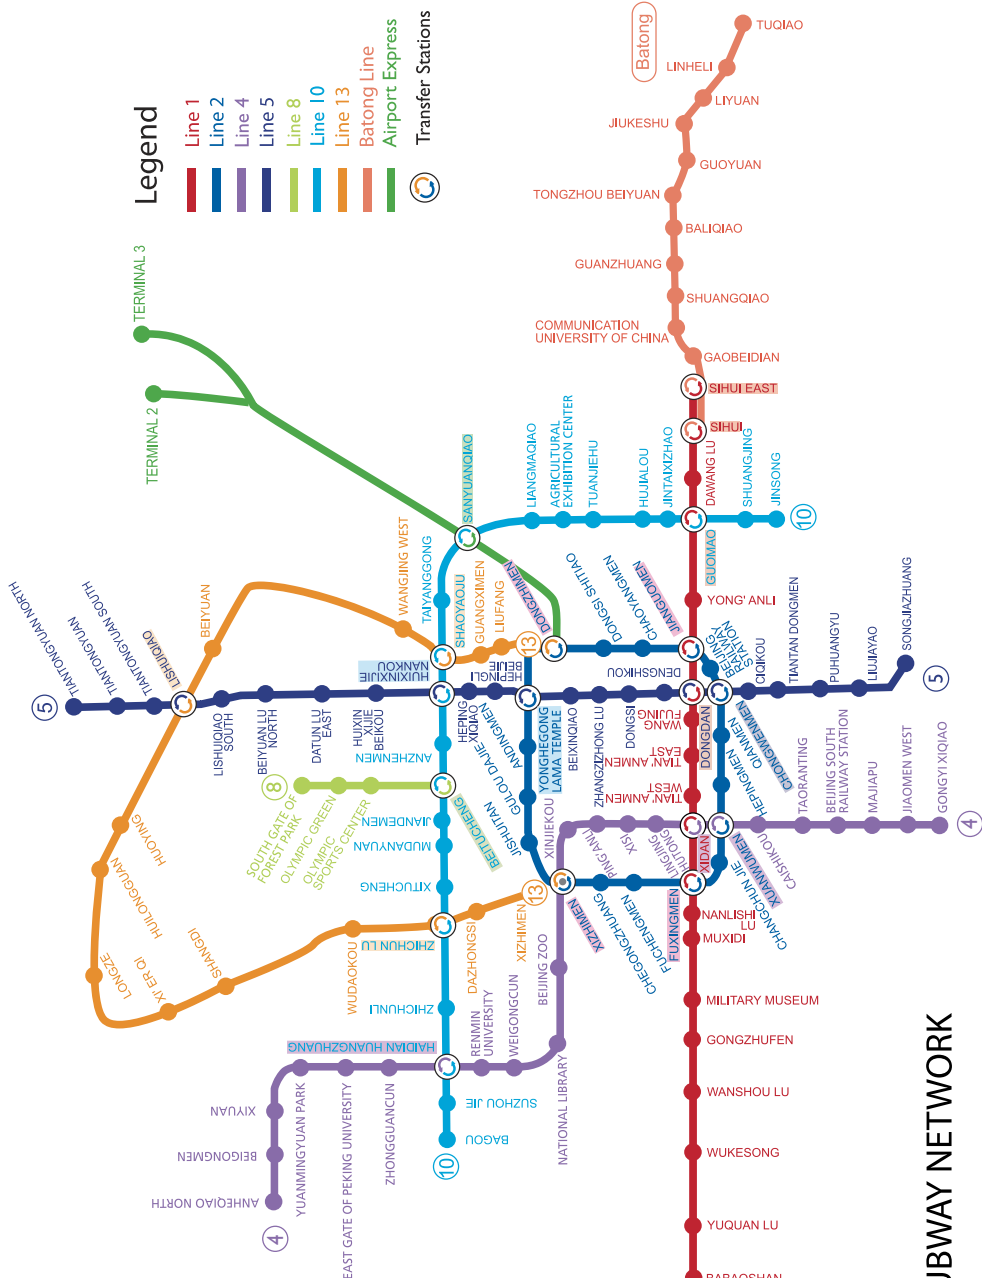 Batong
TUQIAO
LINHELI
LIYUAN
JIUKESHU
GUOYUAN
TONGZHOU BEIYUAN
BALIQIAO
GUANZHUANG
SHUANGQIAO
COMMUNICATION
UNIVERSITY OF CHINA
GAOBEIDIAN
SIHUI EAST
SIHUI
Legend
Line 1
Line 2
Line 4
Line 5
Line 8
Line 10
Line 13
Batong Line
Airport Express
Transfer Stations
TERMINAL 3
TERMINAL 2
SANYUANQIAO
LIANGMAQIAO
AGRICULTURAL
EXHIBITION CENTER
TUANJIEHU
HUJIALOU
JINTAIXIZHAO
DAWANG LU
SHUANGJING
JINSONG
10
GUOMAO
YONG' ANLI
TIANTONGYUAN NORTH
TIANTONGYUAN
TIANTONGYUAN SOUTH
LISHUIQIAO
5
BEIYUAN
WANGJING WEST
TAIYANGGONG
SHAOYAOJU
GUANGXIMEN
LIUFANG
13
DONGZHIMEN
DONGSI SHITIAO
CHAOYANGMEN
JIANGUOMEN
BEIJING
RAILWAY
STATION
LISHUIQIAO
SOUTH
BEIYUAN LU
NORTH
DATUN LU
EAST
HUIXIN
XIJIE
BEIKOU
HUIXINXIJIE
NANKOU
HEPING
XIQIAO
HEPINGLI
BEIJIE
YONGHEGONG
LAMA TEMPLE
BEIXINQIAO
ZHANGZIZHONG LU
DONGSI
DENGSHIKOU
DONGDAN
CHONGWENMEN
CIQIKOU
TIANTAN DONGMEN
PUHUANGYU
LIUJIAYAO
SONGJIAZHUANG
5
WANG
FUJING
TIAN' ANMEN
EAST
TIAN' ANMEN
WEST
XIDAN
8
SOUTH GATE OF
FOREST PARK
OLYMPIC GREEN
OLYMPIC
SPORTS CENTER
ANZHENMEN
BEITUCHENG
JIANDEMEN
MUDANYUAN
XITUCHENG
ANDINGMEN
GULOU DAJIE
JISHUITAN
XINJIEKOU
PINGANLI
XISI
LINGJING
HUTONG
QIANMEN
HEPINGMEN
XUANWUMEN
CHANGCHUN JIE
CAISHIKOU
TAORANTING
BEIJING SOUTH
RAILWAY STATION
MAJIAPU
JIAOMEN WEST
GONGYI XIQIAO
4
HUOYING
HUILONGGUAN
LONGZE
XI' ER QI
SHANGDI
WUDAOKOU
ZHICHUN LU
DAZHONGSI
XIZHIMEN
13
XIZHIMEN
CHEGONGZHUANG
FUCHENGMEN
FUXINGMEN
NANLISHI
LU
MUXIDI
MILITARY MUSEUM
GONGZHUFEN
WANSHOU LU
WUKESONG
YUQUAN LU
BABAOSHAN
ZHICHUNLI
HAIDIAN HUANGZHUANG
SUZHOU JIE
BAGOU
10
RENMIN
UNIVERSITY
WEIGONGCUN
BEIJING ZOO
NATIONAL LIBRARY
XIYUAN
BEIGONGMEN
ANHEQIAO NORTH
4
YUANMINGYUAN PARK
EAST GATE OF PEKING UNIVERSITY
ZHONGGUANCUN
UBWAY NETWORK